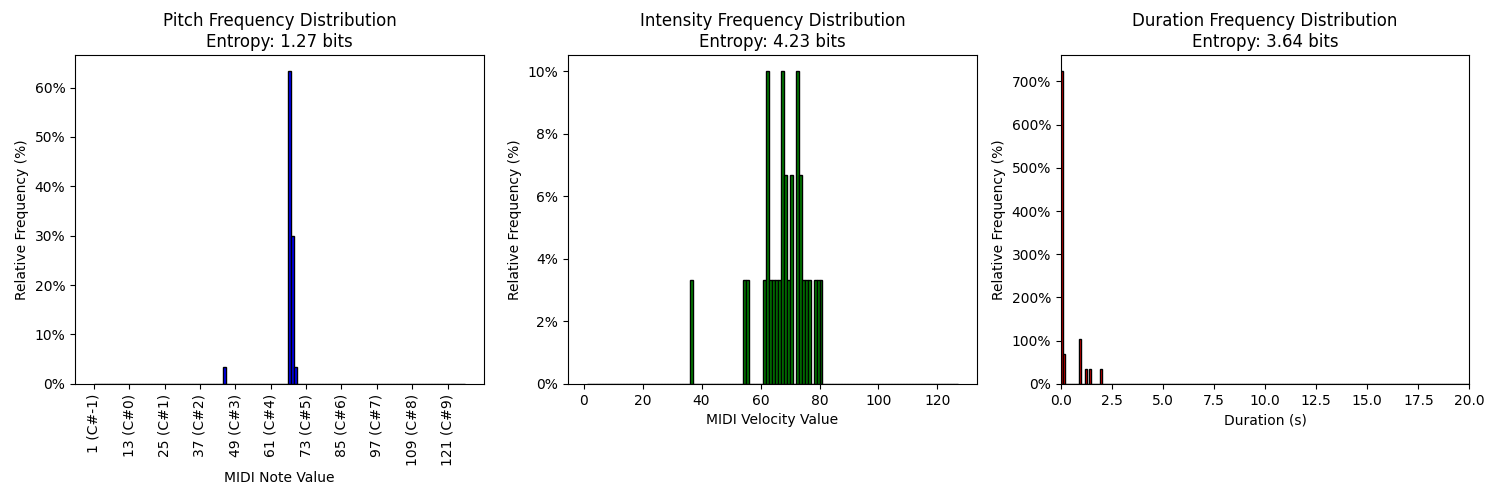 Pitch Frequency Distribution
Entropy: 1.27 bits
Relative Frequency (%)
60%
50%
40%
30%
20%
10%
0%
1 (C#-1)
13 (C#0)
25 (C#1)
37 (C#2)
49 (C#3)
61 (C#4)
73 (C#5)
85 (C#6)
97 (C#7)
109 (C#8)
121 (C#9)
MIDI Note Value
Intensity Frequency Distribution
Entropy: 4.23 bits
Relative Frequency (%)
10%
8%
6%
4%
2%
0%
0 20 40 60 80 100 120
MIDI Velocity Value
Duration Frequency Distribution
Entropy: 3.64 bits
Relative Frequency (%)
700%
600%
500%
400%
300%
200%
100%
0%
0.0 2.5 5.0 7.5 10.0 12.5 15.0 17.5 20.0
Duration (s)